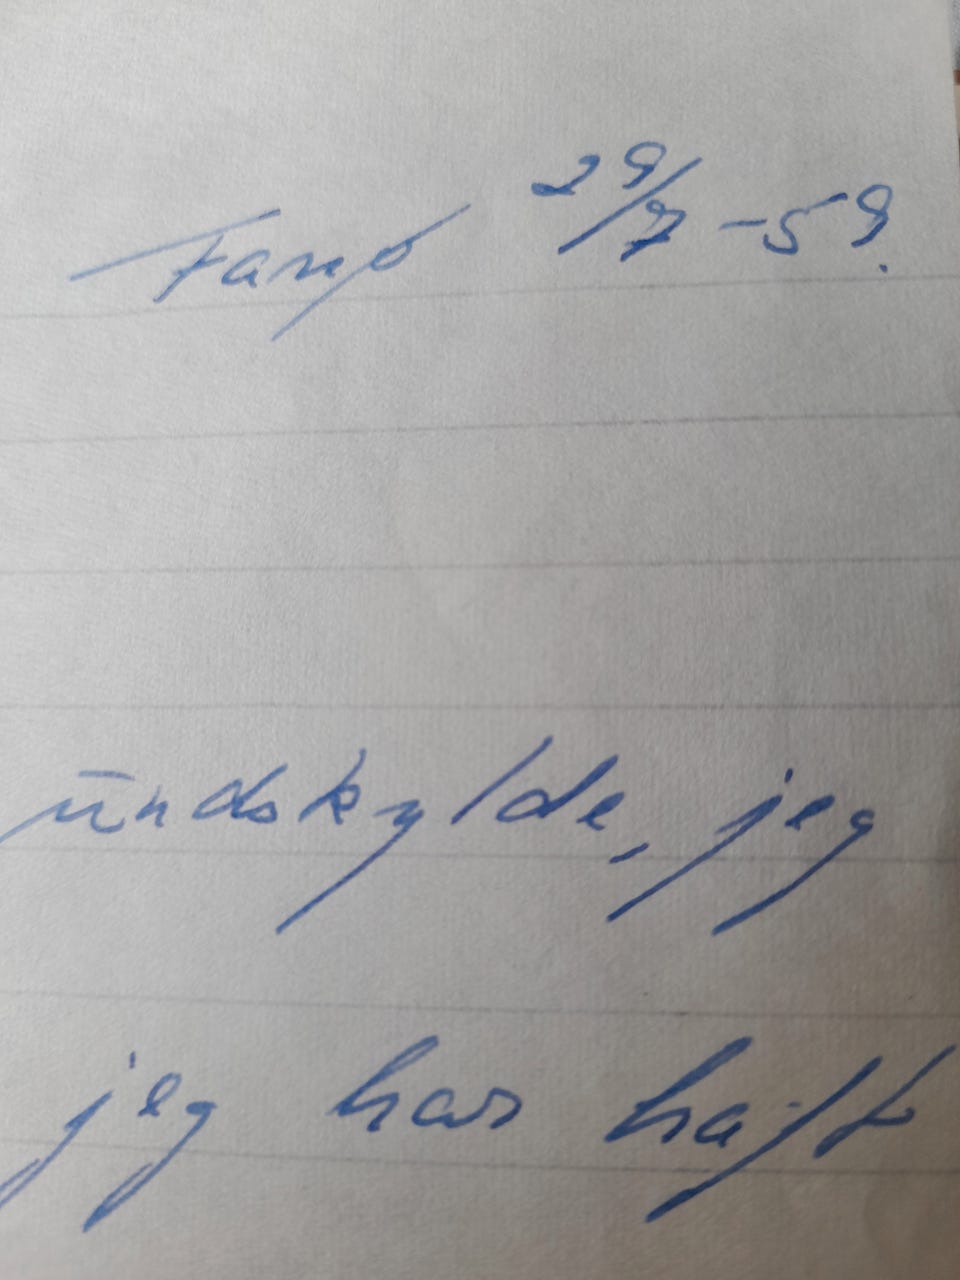 Fanø 29/7 - 59.
undskylde, jeg
jeg har haft